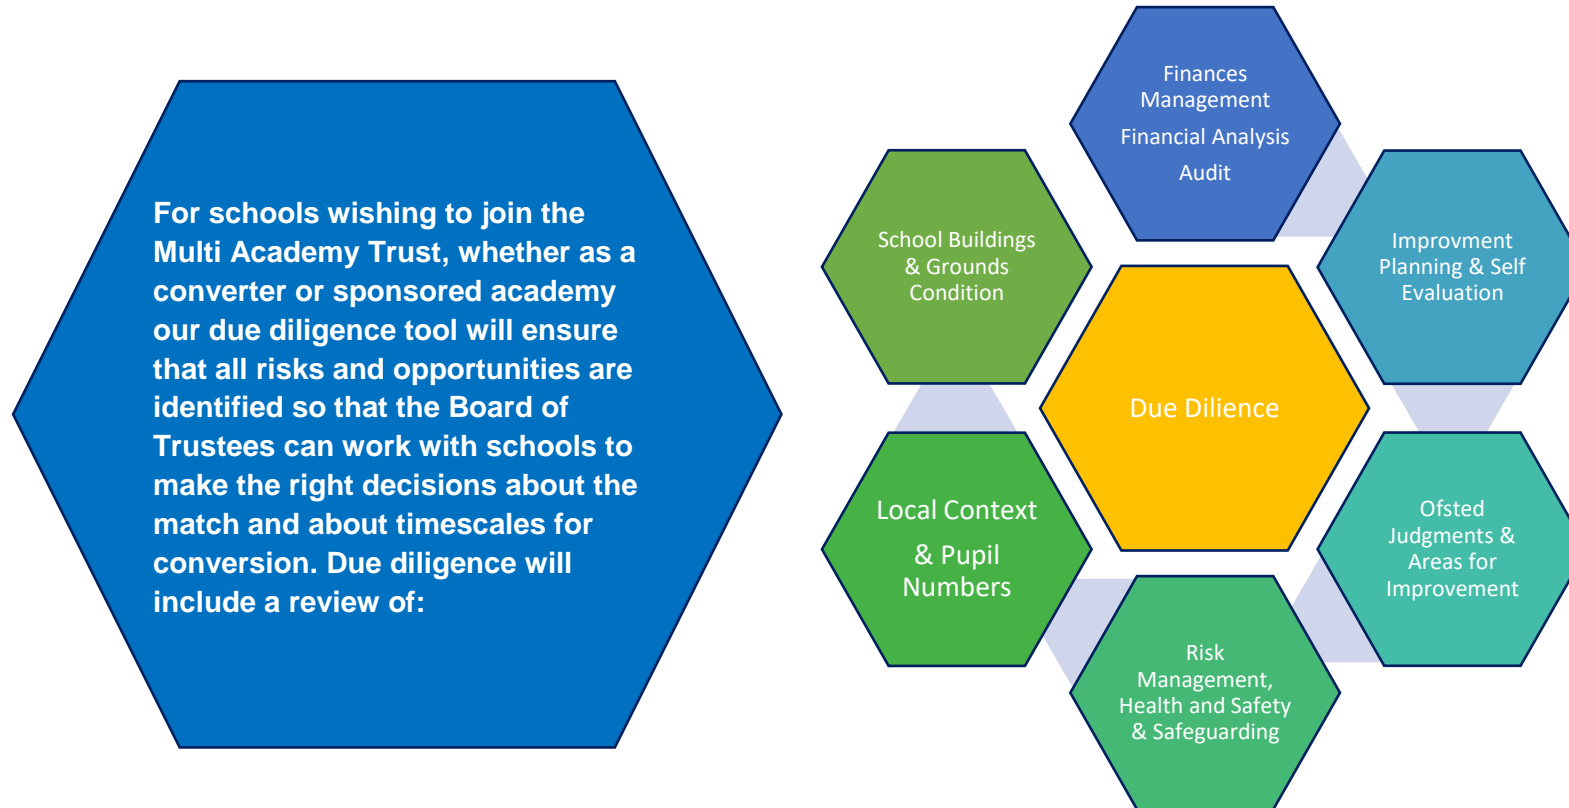 For schools wishing to join the
Multi Academy Trust, whether as a
converter or sponsored academy
our due diligence tool will ensure
that all risks and opportunities are
identified so that the Board of
Trustees can work with schools to
make the right decisions about the
match and about timescales for
conversion. Due diligence will
include a review of:
Finances
Management
Financial Analysis
Audit
Improvment
Planning & Self
Evaluation
Ofsted
Judgments &
Areas for
Improvement
Risk
Management,
Health and Safety
& Safeguarding
Local Context
& Pupil
Numbers
School Buildings
& Grounds
Condition
Due Dilience